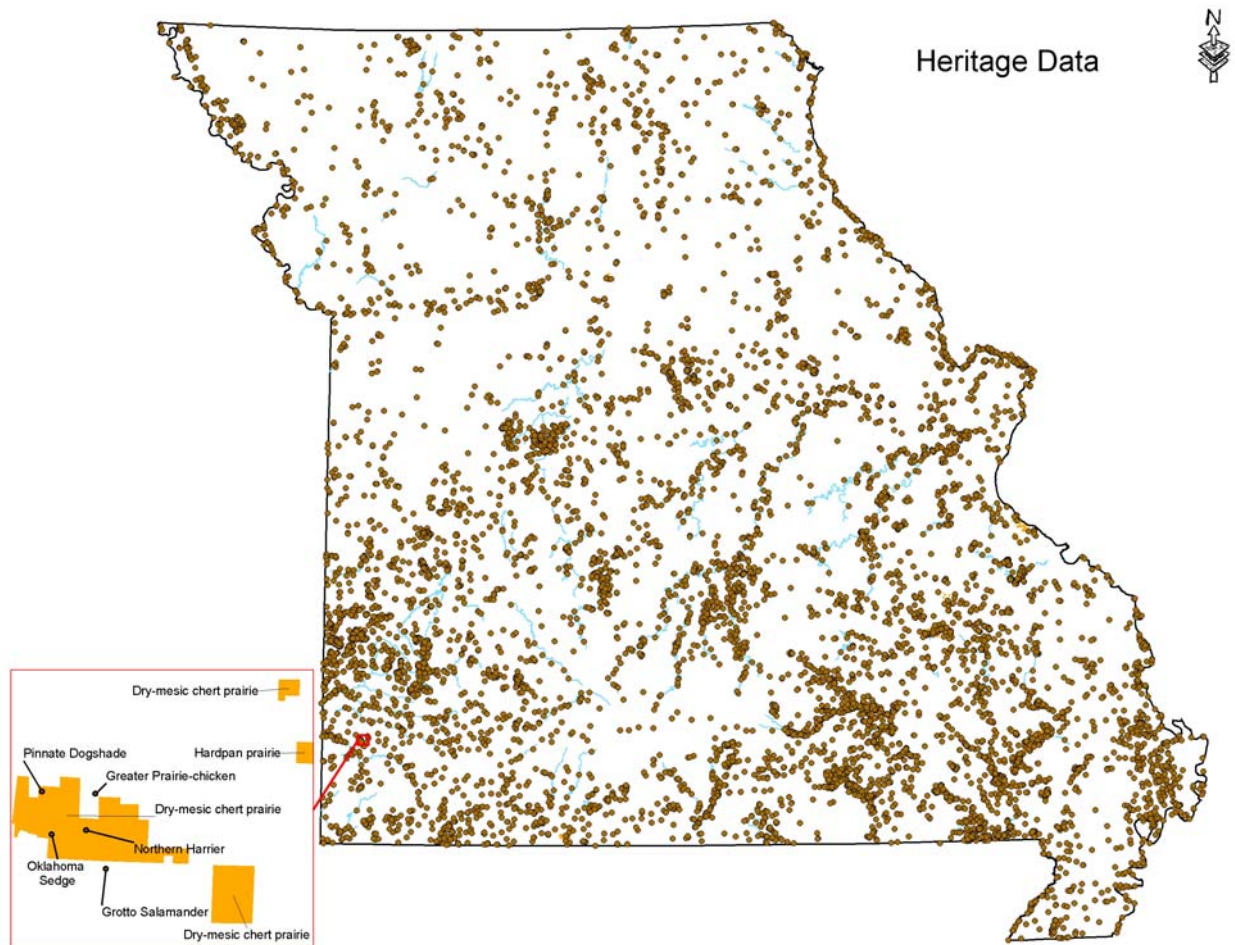 N
Heritage Data
Dry-mesic chert prairie
Hardpan prairie
Pinnate Dogshade
Greater Prairie-chicken
Dry-mesic chert prairie
Northern Harrier
Oklahoma
Sedge
Grotto Salamander
Dry-mesic chert prairie